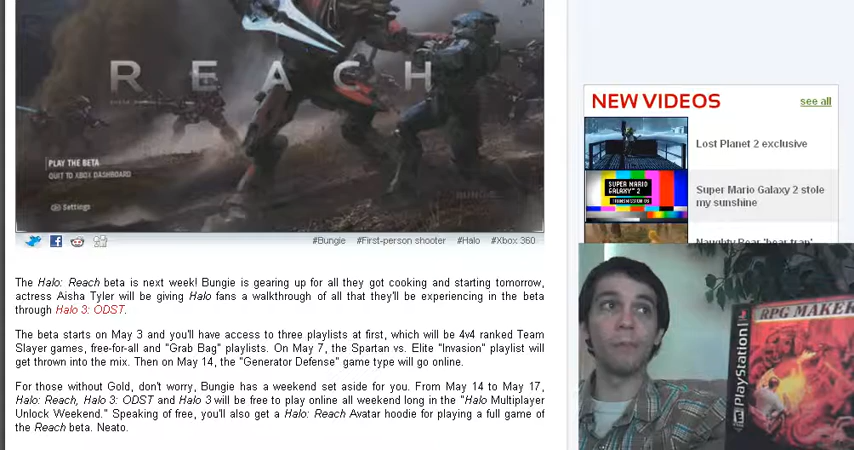 REACH
PLAY THE BETA
QUIT TO XBOX DASHBOARD
Settings
BUNGIE
#Bungie #First-person shooter #Halo #Xbox 360
The Halo: Reach beta is next week! Bungie is gearing up for all they got cooking and starting tomorrow,
actress Aisha Tyler will be giving Halo fans a walkthrough of all that they'll be experiencing in the beta
through Halo 3: ODST.
The beta starts on May 3 and you'll have access to three playlists at first, which will be 4v4 ranked Team
Slayer games, free-for-all and "Grab Bag" playlists. On May 7, the Spartan vs. Elite "Invasion" playlist will
get thrown into the mix. Then on May 14, the "Generator Defense" game type will go online.
For those without Gold, don't worry, Bungie has a weekend set aside for you. From May 14 to May 17,
Halo: Reach, Halo 3: ODST and Halo 3 will be free to play online all weekend long in the "Halo Multiplayer
Unlock Weekend." Speaking of free, you'll also get a Halo: Reach Avatar hoodie for playing a full game of
the Reach beta. Neato.
NEW VIDEOS
see all
Lost Planet 2 exclusive
SUPER MARIO
GALAXY 2
Super Mario Galaxy 2 stole
my sunshine
Naughty Bear 'bear trap'
RPG MAKER
PlayStation